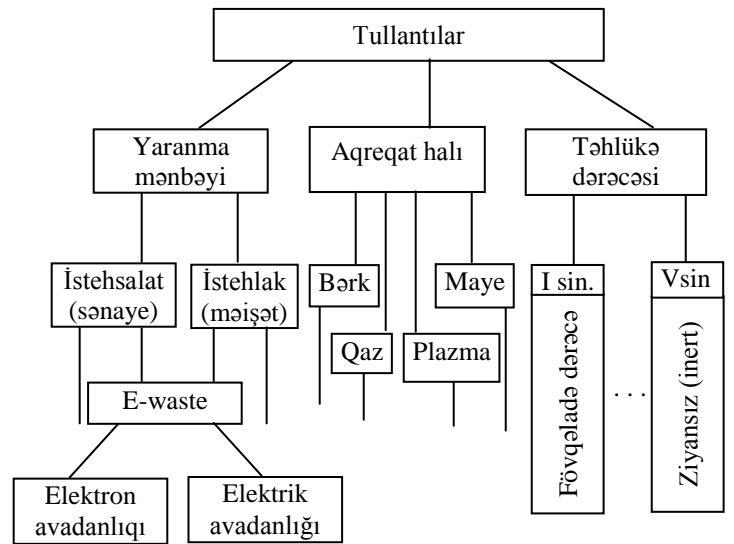 Tullantılar
Yaranma
mənbəyi
Aqreqat halı
Təhlükə
dərəcəsi
İstehsalat
(sənaye)
İstehlak
(məişət)
Bərk
Maye
I sin.
Vsin
Qaz
Plazma
Fövqəladə dərəcə
. . .
Ziyansız (inert)
E-waste
Elektron
avadanlıqı
Elektrik
avadanlığı